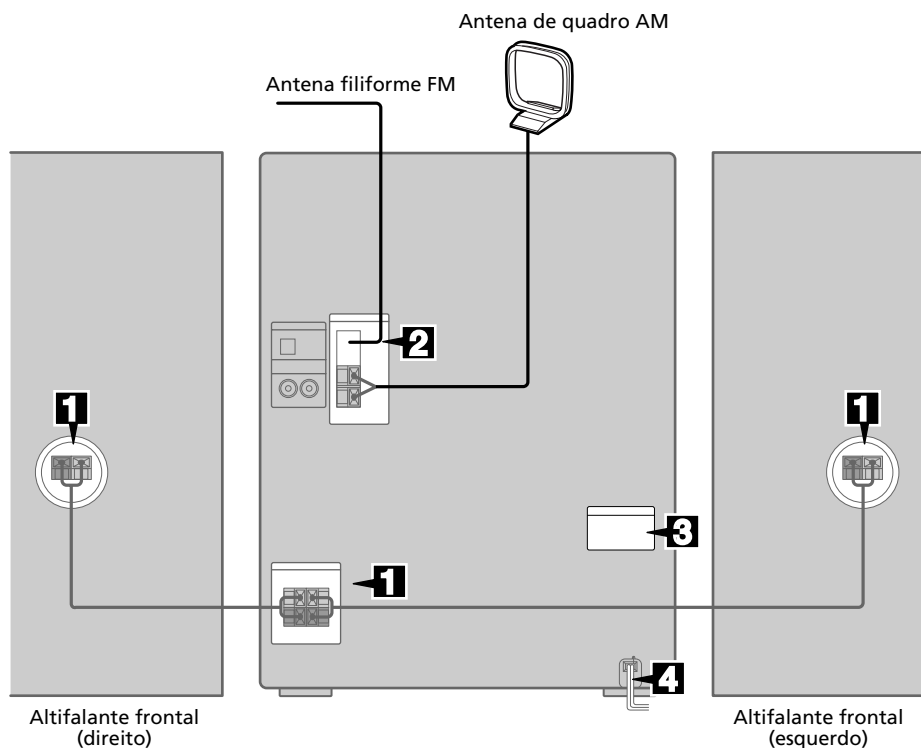 Antena de quadro AM
Antena filiforme FM
2
1
1
3
1
4
Altifalante frontal
(direito)
Altifalante frontal
(esquerdo)